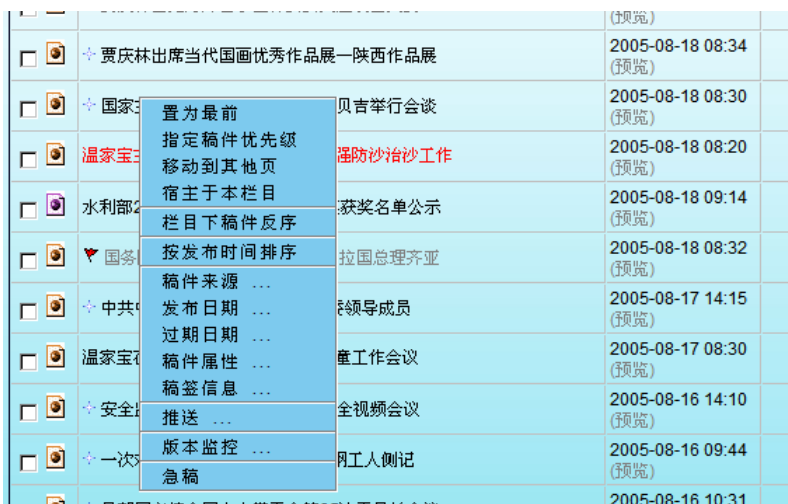 (预览)
贾庆林出席当代国画优秀作品展—陕西作品展
2005-08-18 08:34
(预览)
国家
贝吉举行会谈
2005-08-18 08:30
(预览)
温家宝
强防沙治沙工作
2005-08-18 08:20
(预览)
水利部
获奖名单公示
2005-08-18 09:14
(预览)
国务
拉国总理齐亚
2005-08-18 08:32
(预览)
中共
领导成员
2005-08-17 14:15
(预览)
温家宝
童工作会议
2005-08-17 08:30
(预览)
安全
全视频会议
2005-08-16 14:10
(预览)
一次
工人侧记
2005-08-16 09:44
(预览)
2005-08-16 10:31
置为最前
指定稿件优先级
移动到其他页
宿主于本栏目
栏目下稿件反序
按发布时间排序
稿件来源 ...
发布日期 ...
过期日期 ...
稿件属性 ...
稿签信息 ...
推送 ...
版本监控 ...
急稿